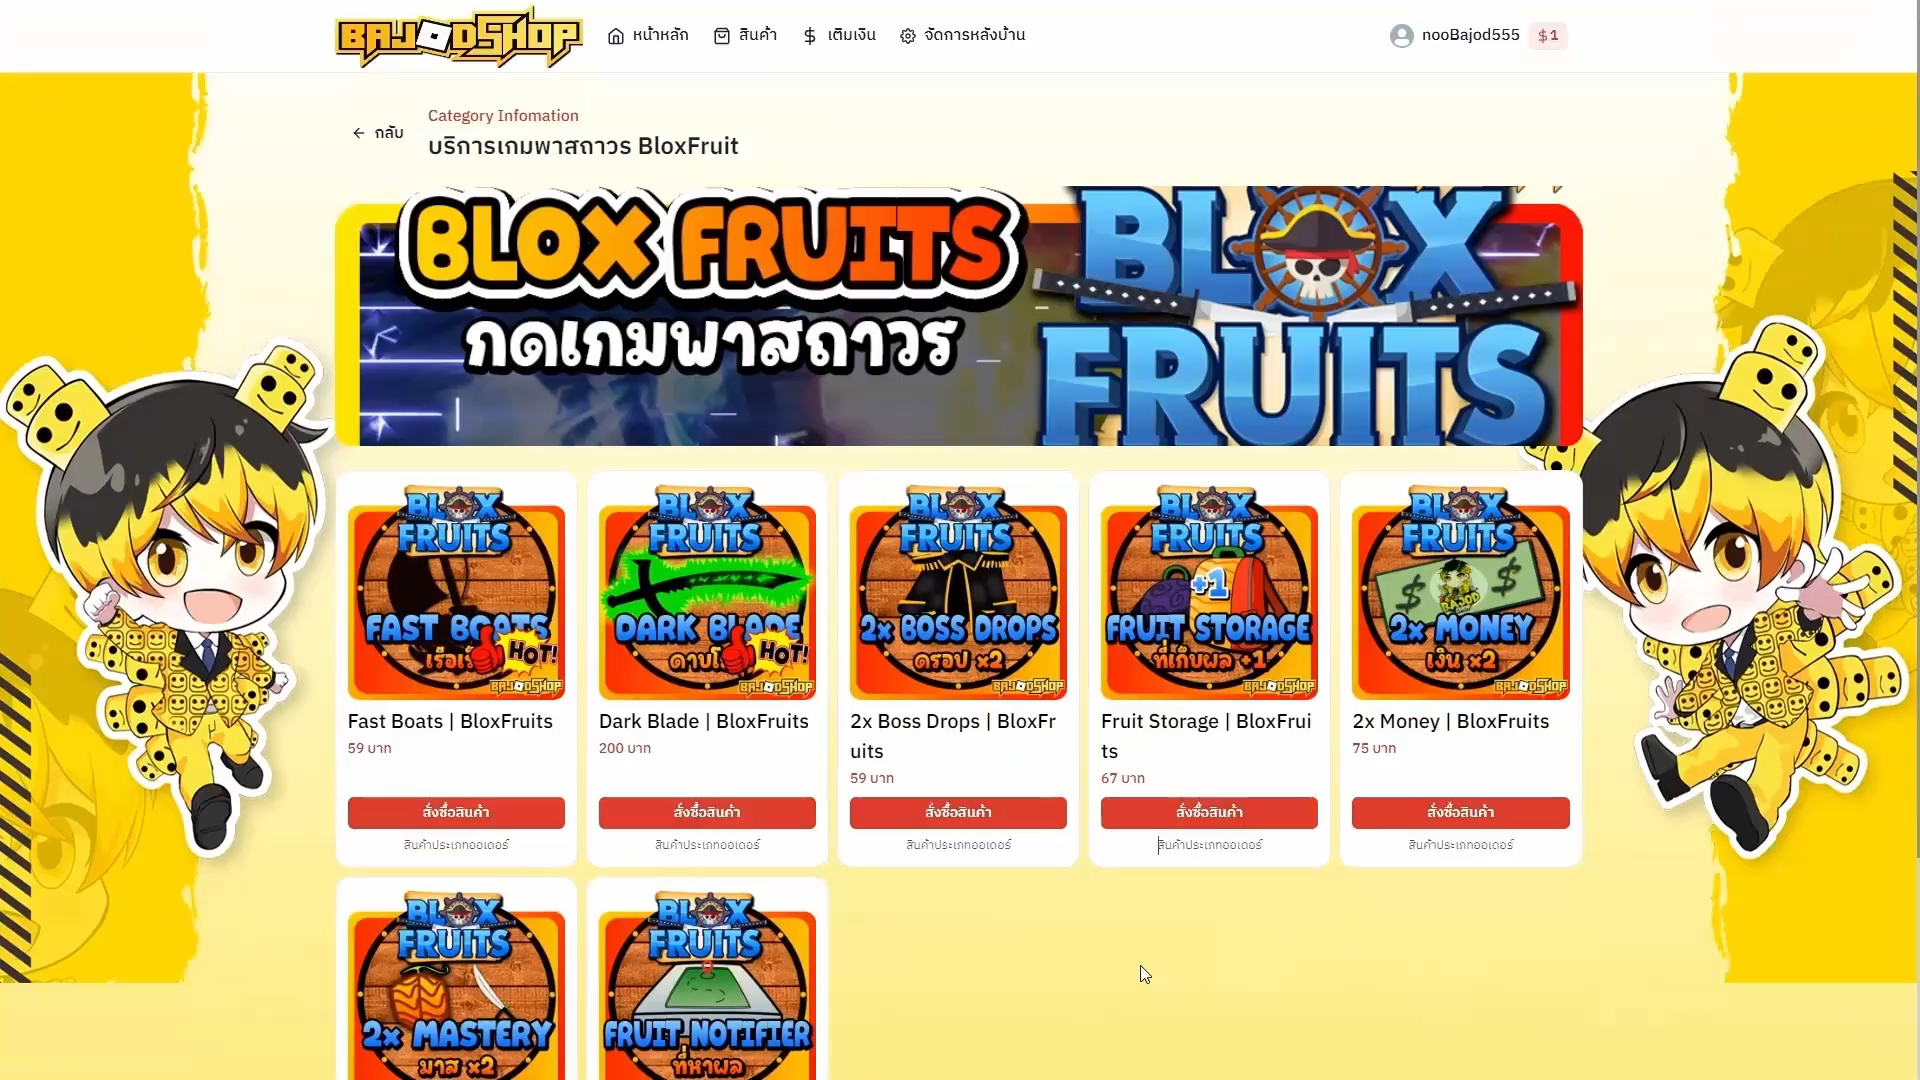 BAJODSHOP
หน้าหลัก
สินค้า
เติมเงิน
จัดการหลังบ้าน
nooBajod555
$1
กลับ
Category Infomation
บริการเกมพาสถาวร BloxFruit
BLOX FRUITS
กดเกมพาสถาวร
BLOX
FRUITS
BLOX
FRUITS
FAST BOATS
HOT!
BAJODSHOP
Fast Boats | BloxFruits
59 บาท
สั่งซื้อสินค้า
สินค้าประเภทออเดอร์
BLOX
FRUITS
DARK BLADE
HOT!
BAJODSHOP
Dark Blade | BloxFruits
200 บาท
สั่งซื้อสินค้า
สินค้าประเภทออเดอร์
BLOX
FRUITS
2x BOSS DROPS
ดรอป x2
BAJODSHOP
2x Boss Drops | BloxFr
uits
59 บาท
สั่งซื้อสินค้า
สินค้าประเภทออเดอร์
BLOX
FRUITS
+1
FRUIT STORAGE
ที่เก็บผล +1
BAJODSHOP
Fruit Storage | BloxFrui
ts
67 บาท
สั่งซื้อสินค้า
สินค้าประเภทออเดอร์
BLOX
FRUITS
$ $
BAJOD
2x MONEY
เงิน x2
BAJODSHOP
2x Money | BloxFruits
75 บาท
สั่งซื้อสินค้า
สินค้าประเภทออเดอร์
BLOX
FRUITS
2x MASTERY
มาส x2
BLOX
FRUITS
FRUIT NOTIFIER
ที่หาผล